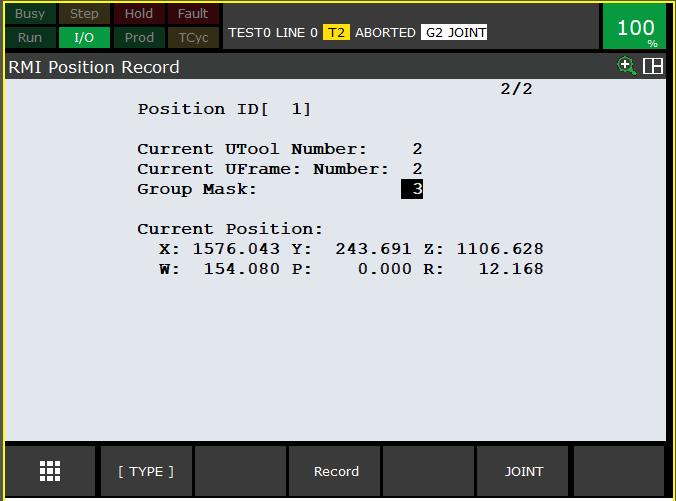 Busy Step Hold Fault
Run I/O Prod TCyc
TEST0 LINE 0 T2 ABORTED G2 JOINT
100 %
RMI Position Record
2/2
Position ID[ 1]
Current UTool Number: 2
Current UFrame: Number: 2
Group Mask: 3
Current Position:
X: 1576.043 Y: 243.691 Z: 1106.628
W: 154.080 P: 0.000 R: 12.168
[ TYPE ] Record JOINT